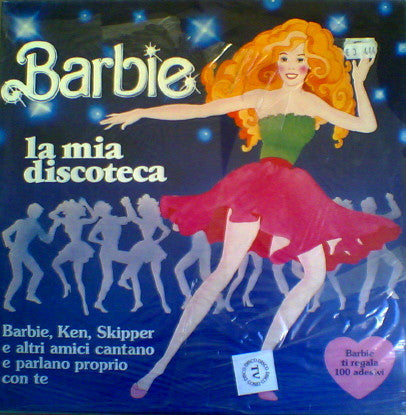 Barbie
la mia
discoteca
Barbie, Ken, Skipper
e altri amici cantano
e parlano proprio
con te
Barbie
ti regala
100 adesivi
TV